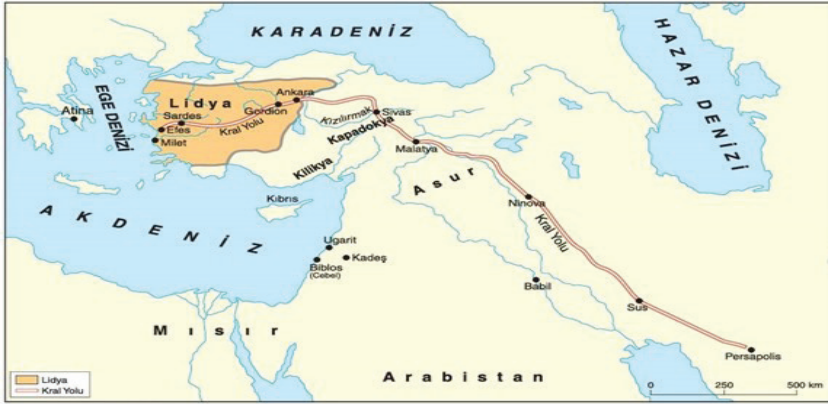 KARADENİZ
HAZAR DENİZİ
EGE DENİZİ
Atina
Lidya
Ankara
Gordion
Sardes
Efes
Kral Yolu
Milet
Kızılırmak
Sivas
Kapadokya
Malatya
Kilikya
Asur
Kıbrıs
AKDENİZ
Ninova
Kral Yolu
Ugarit
Biblos
(Cebel)
Kadeş
Babil
Sus
Mısır
Persapolis
Arabistan
Lidya
Kral Yolu
0 250 500 km